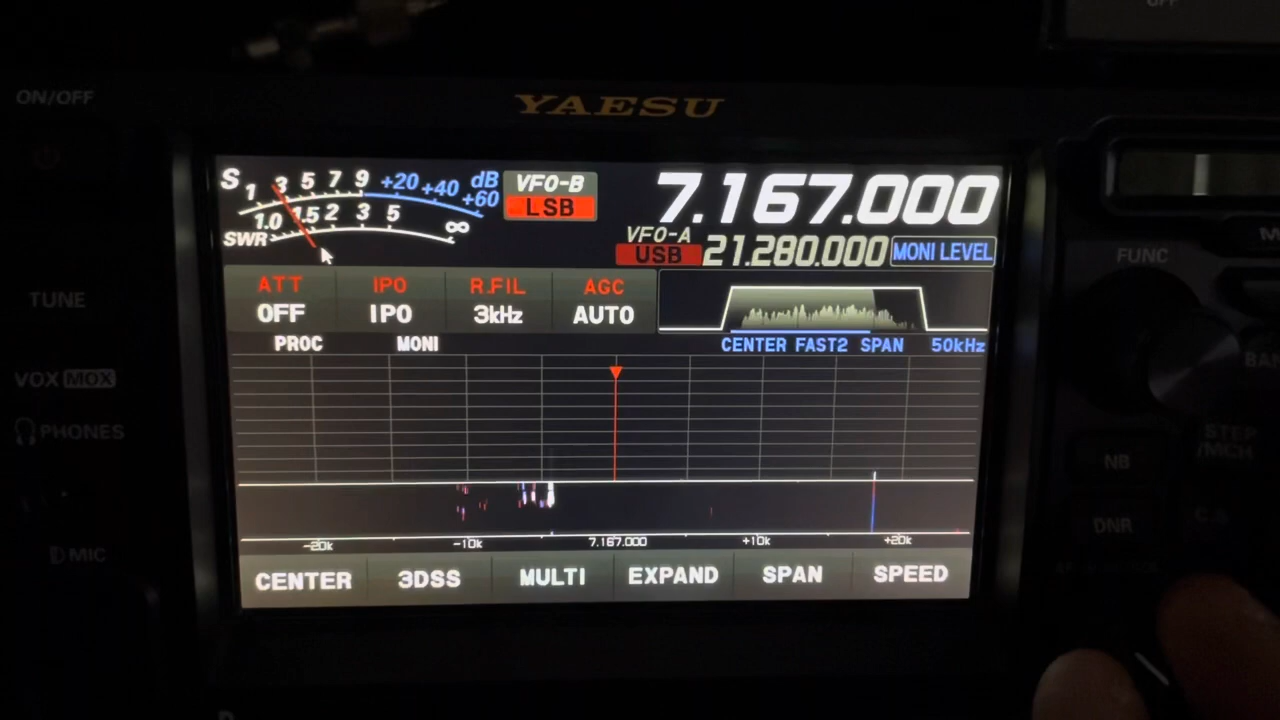 OFF
ON/OFF
YAESU
S 1 3 5 7 9 +20 +40 +60 dB
1.0 1.5 2 3 5 ∞
SWR
VFO-B
LSB
7.167.000
VFO-A
USB
21.280.000
MONI LEVEL
FUNC
TUNE
ATT
OFF
IPO
IPO
R.FIL
3kHz
AGC
AUTO
PROC
MONI
CENTER FAST2 SPAN 50kHz
VOX MOX
PHONES
STEP
/MCH
NB
DNR
MIC
-20k -10k 7.167.000 +10k +20k
CENTER 3DSS MULTI EXPAND SPAN SPEED